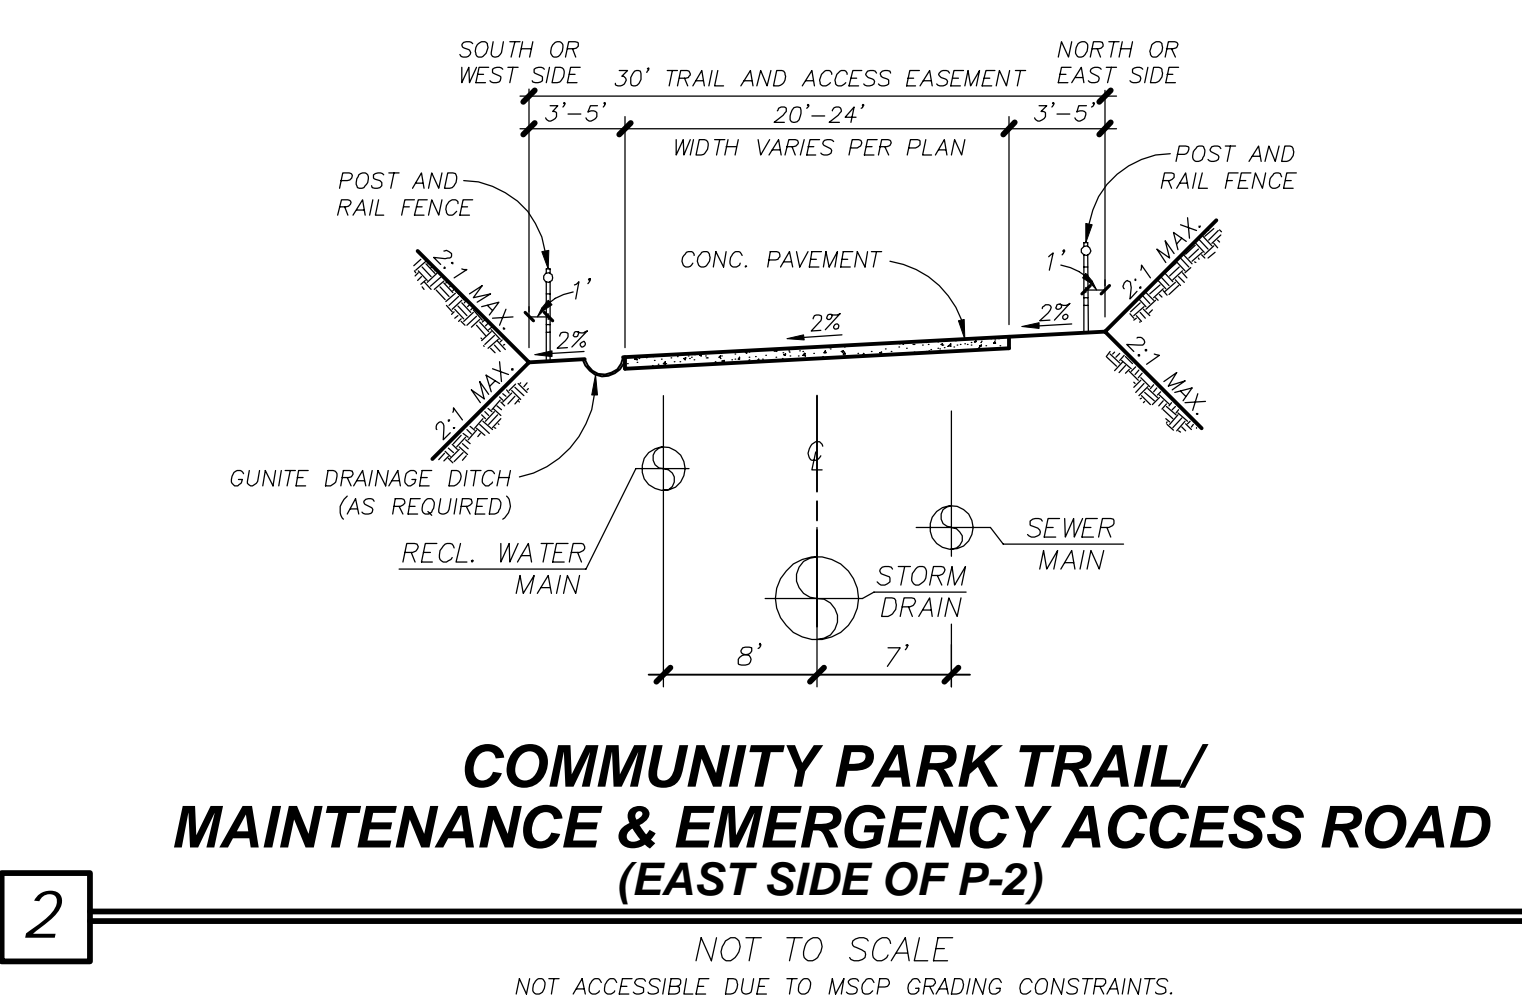 SOUTH OR
WEST SIDE
30' TRAIL AND ACCESS EASEMENT
NORTH OR
EAST SIDE
3'-5'
20'-24'
3'-5'
WIDTH VARIES PER PLAN
POST AND
RAIL FENCE
POST AND
RAIL FENCE
CONC. PAVEMENT
2:1 MAX.
1'
1'
2:1 MAX.
2%
2%
2%
2:1 MAX.
2:1 MAX.
GUNITE DRAINAGE DITCH
(AS REQUIRED)
RECL. WATER
MAIN
CL
SEWER
MAIN
STORM
DRAIN
8'
7'
COMMUNITY PARK TRAIL/
MAINTENANCE & EMERGENCY ACCESS ROAD
(EAST SIDE OF P-2)
2
NOT TO SCALE
NOT ACCESSIBLE DUE TO MSCP GRADING CONSTRAINTS.